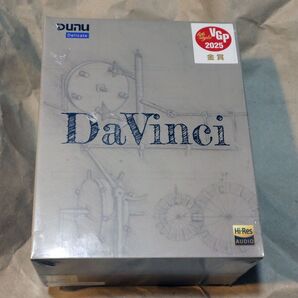 DUNU
Delicate
VGP
2025
金賞
DaVinci
Hi-Res
AUDIO